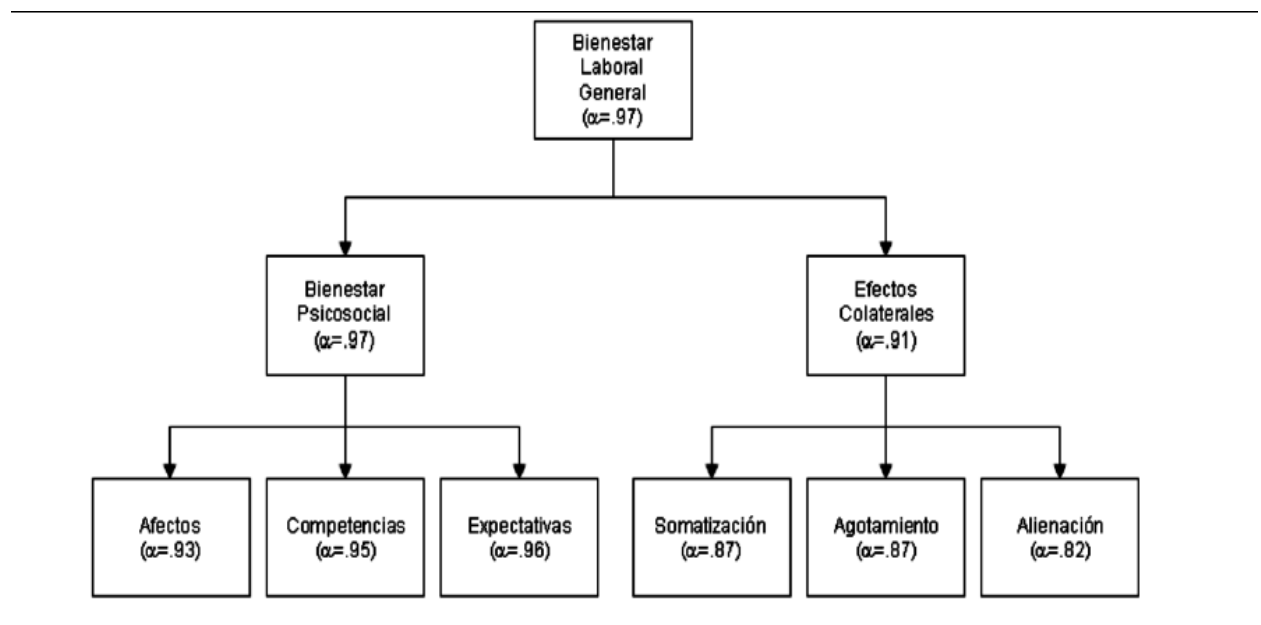 Bienestar
Laboral
General
(α=.97)
Bienestar
Psicosocial
(α=.97)
Efectos
Colaterales
(α=.91)
Afectos
(α=.93)
Competencias
(α=.95)
Expectativas
(α=.96)
Somatización
(α=.87)
Agotamiento
(α=.87)
Alienación
(α=.82)